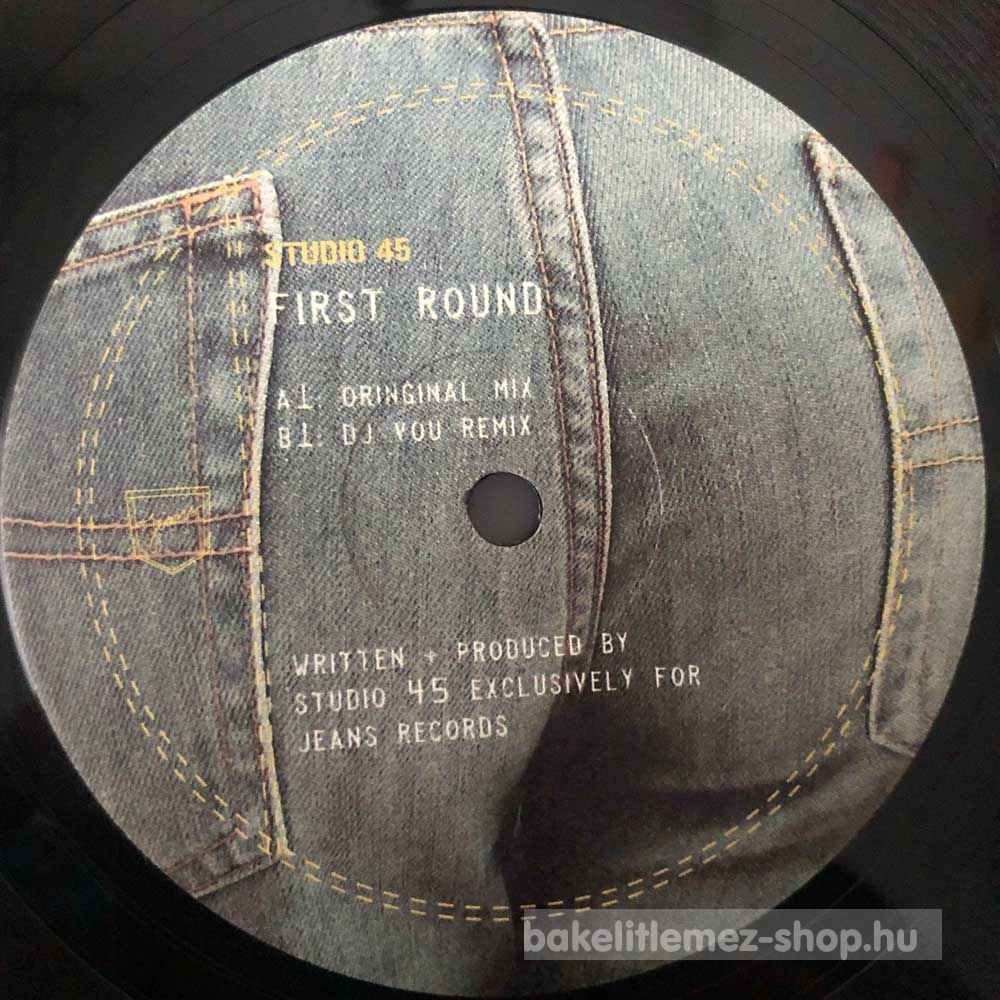 STUDIO 45
FIRST ROUND
A1: ORINGINAL MIX
B1: DJ YOU REMIX
WRITTEN + PRODUCED BY
STUDIO 45 EXCLUSIVELY FOR
JEANS RECORDS
bakelitlemez-shop.hu